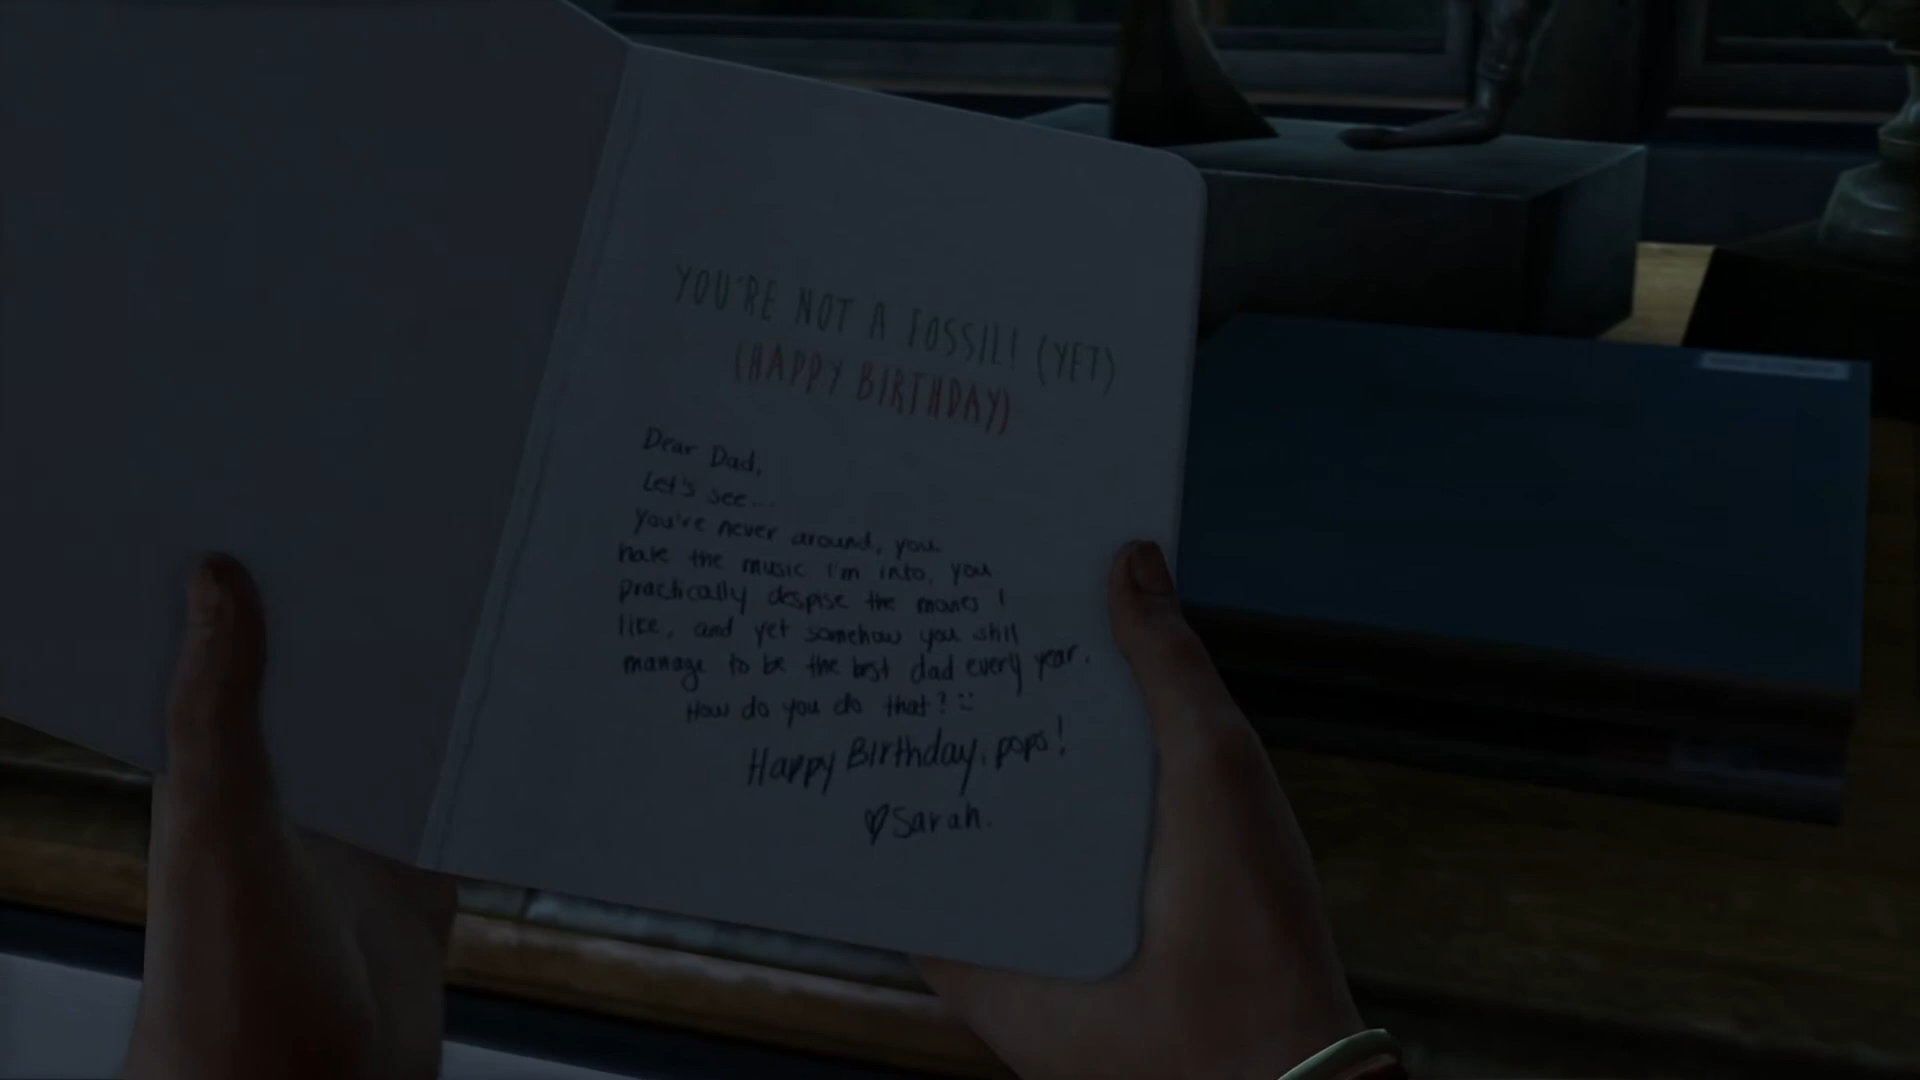 YOU'RE NOT A FOSSIL! (YET)
(HAPPY BIRTHDAY)
Dear Dad,
Let's see...
You're never around, you
hate the music I'm into, you
practically despise the movies I
like, and yet somehow you still
manage to be the best dad every year.
How do you do that? :)
Happy Birthday, pops!
♡Sarah.